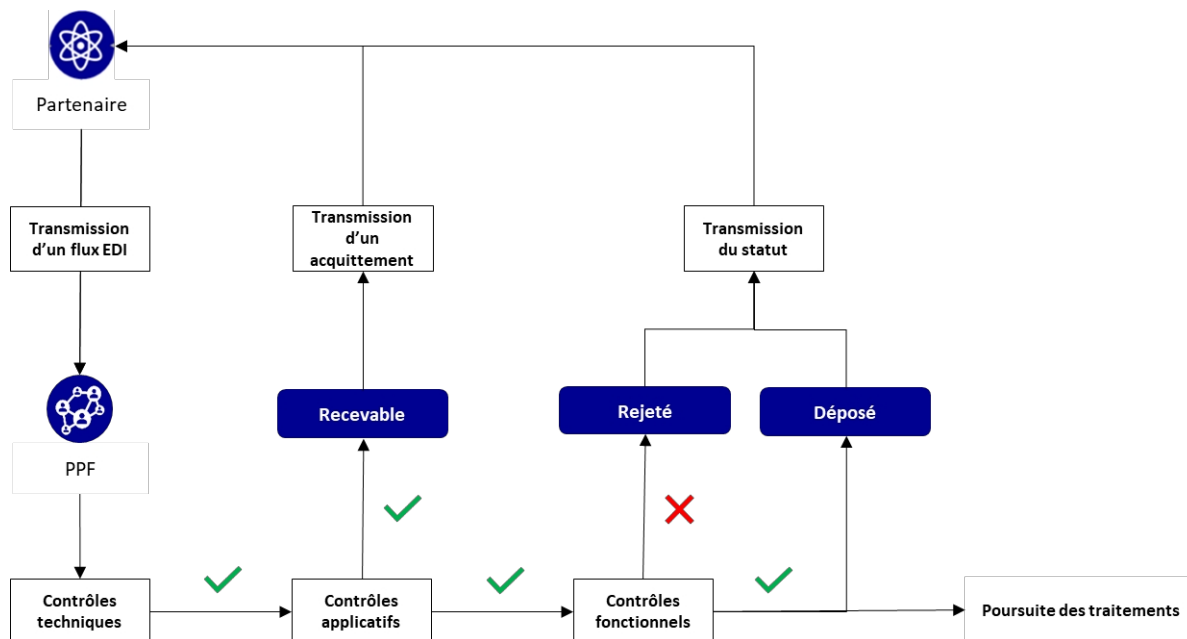 Partenaire
Transmission
d'un flux EDI
Transmission
d'un
acquittement
Transmission
du statut
Recevable
Rejeté
Déposé
PPF
Contrôles
techniques
Contrôles
applicatifs
Contrôles
fonctionnels
Poursuite des traitements